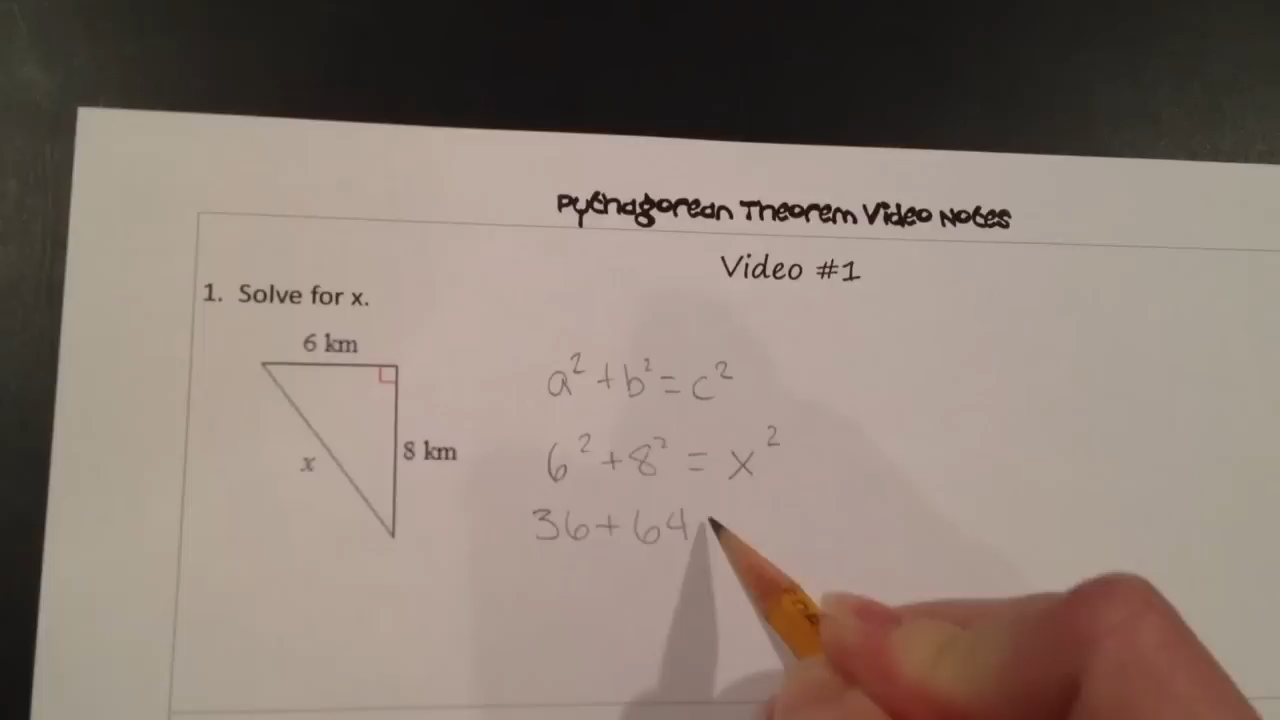 Pythagorean Theorem Video Notes
Video #1
1. Solve for x.
6 km
8 km
x
a² + b² = c²
6² + 8² = x²
36 + 64